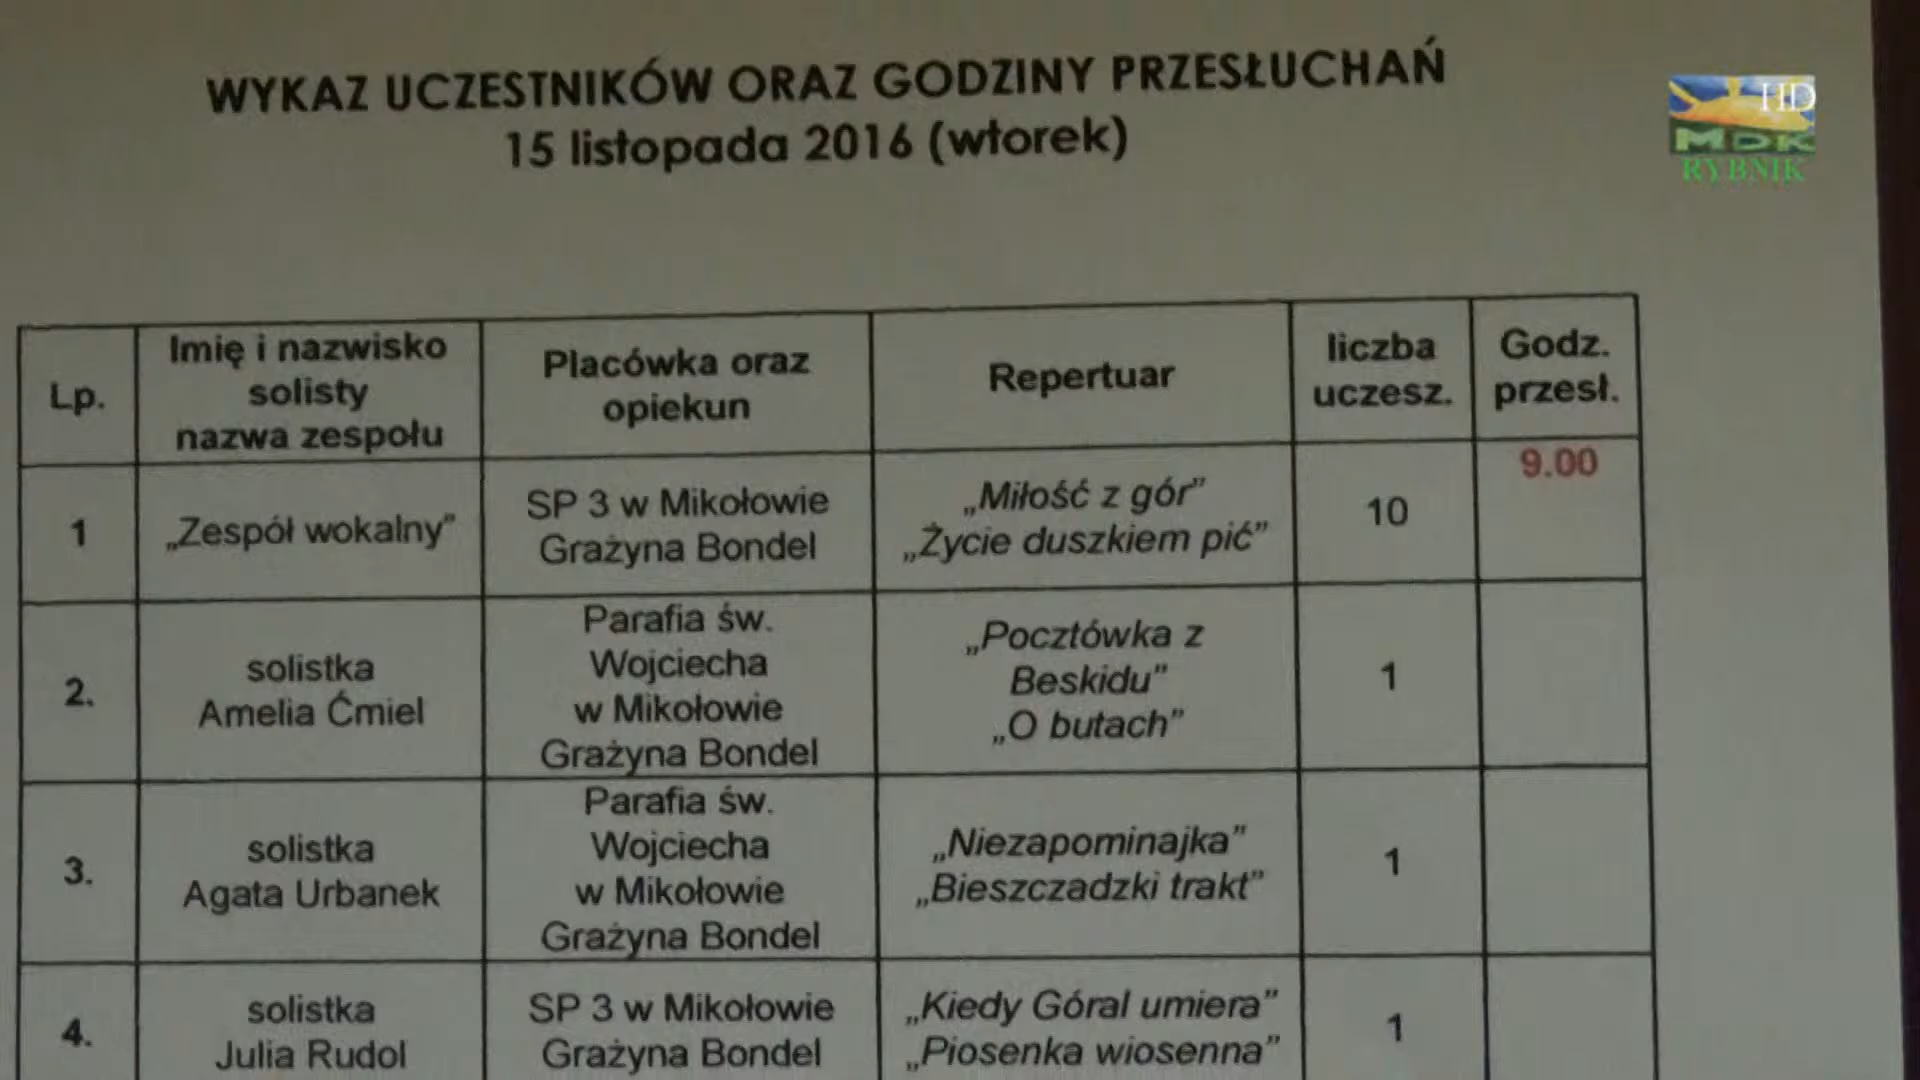 WYKAZ UCZESTNIKÓW ORAZ GODZINY PRZESŁUCHAŃ
15 listopada 2016 (wtorek)
HD
MDK
RYBNIK
Lp.
Imię i nazwisko
solisty
nazwa zespołu
Placówka oraz
opiekun
Repertuar
liczba
uczesz.
Godz.
przesł.
1
„Zespół wokalny”
SP 3 w Mikołowie
Grażyna Bondel
„Miłość z gór”
„Życie duszkiem pić”
10
9.00
2.
solistka
Amelia Ćmiel
Parafia św.
Wojciecha
w Mikołowie
Grażyna Bondel
„Pocztówka z
Beskidu”
„O butach”
1
3.
solistka
Agata Urbanek
Parafia św.
Wojciecha
w Mikołowie
Grażyna Bondel
„Niezapominajka”
„Bieszczadzki trakt”
1
4.
solistka
Julia Rudol
SP 3 w Mikołowie
Grażyna Bondel
„Kiedy Góral umiera”
„Piosenka wiosenna”
1